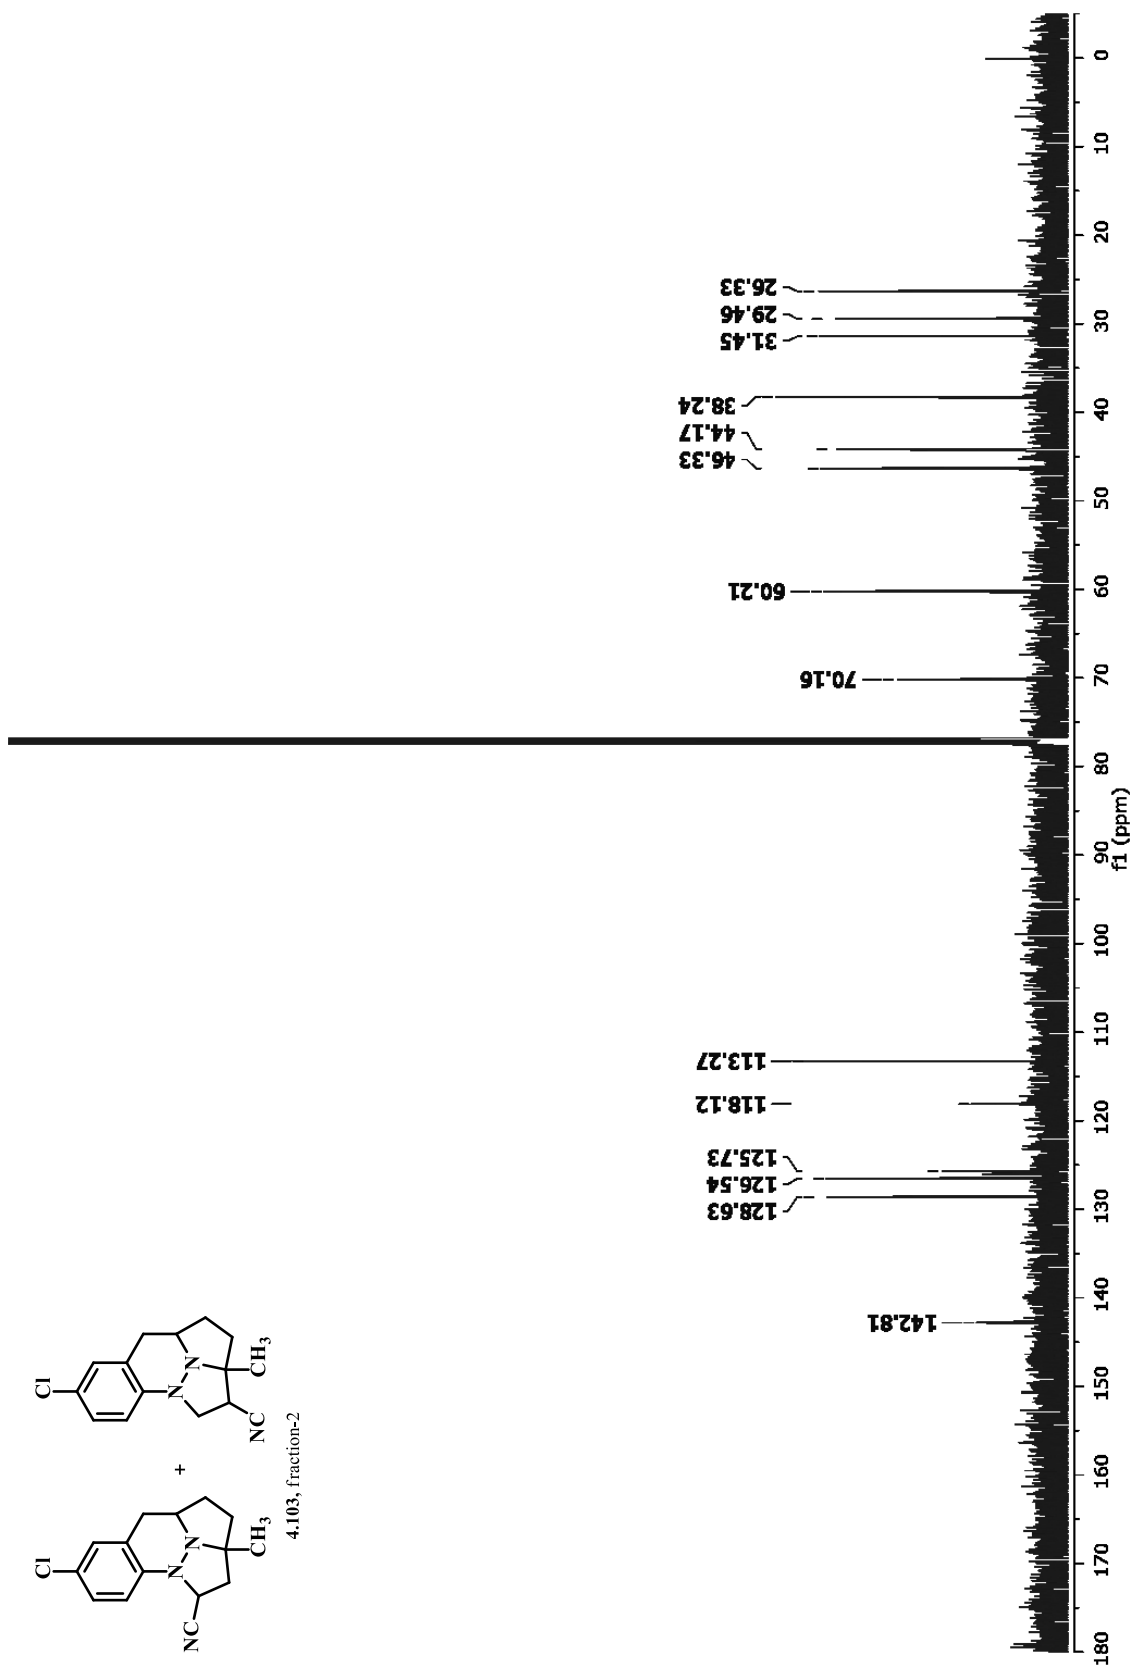 Cl
N
N
CH3
NC
+
Cl
N
N
CH3
NC
4.103, fraction-2
142.81
128.63
126.54
125.73
118.12
113.27
70.16
60.21
46.33
44.17
38.24
31.45
29.46
26.33
180 170 160 150 140 130 120 110 100 90 80 70 60 50 40 30 20 10 0
f1 (ppm)